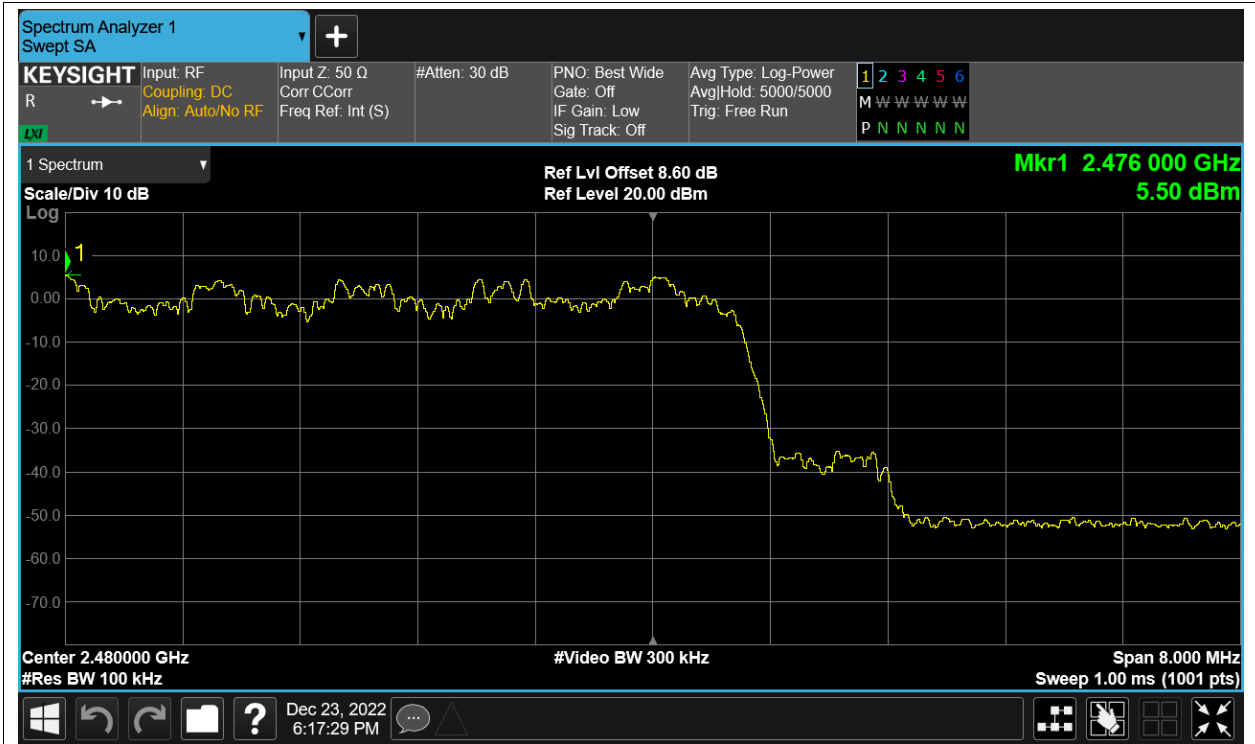 Spectrum Analyzer 1
Swept SA
KEYSIGHT
R
LXI
Input: RF
Coupling: DC
Align: Auto/No RF
Input Z: 50 Ω
Corr CCorr
Freq Ref: Int (S)
#Atten: 30 dB
PNO: Best Wide
Gate: Off
IF Gain: Low
Sig Track: Off
Avg Type: Log-Power
Avg|Hold: 5000/5000
Trig: Free Run
1 2 3 4 5 6
M W W W W W
P N N N N N
1 Spectrum
Scale/Div 10 dB
Log
Ref Lvl Offset 8.60 dB
Ref Level 20.00 dBm
Mkr1 2.476 000 GHz
5.50 dBm
1
10.0
0.00
-10.0
-20.0
-30.0
-40.0
-50.0
-60.0
-70.0
Center 2.480000 GHz
#Res BW 100 kHz
#Video BW 300 kHz
Span 8.000 MHz
Sweep 1.00 ms (1001 pts)
?
Dec 23, 2022
6:17:29 PM